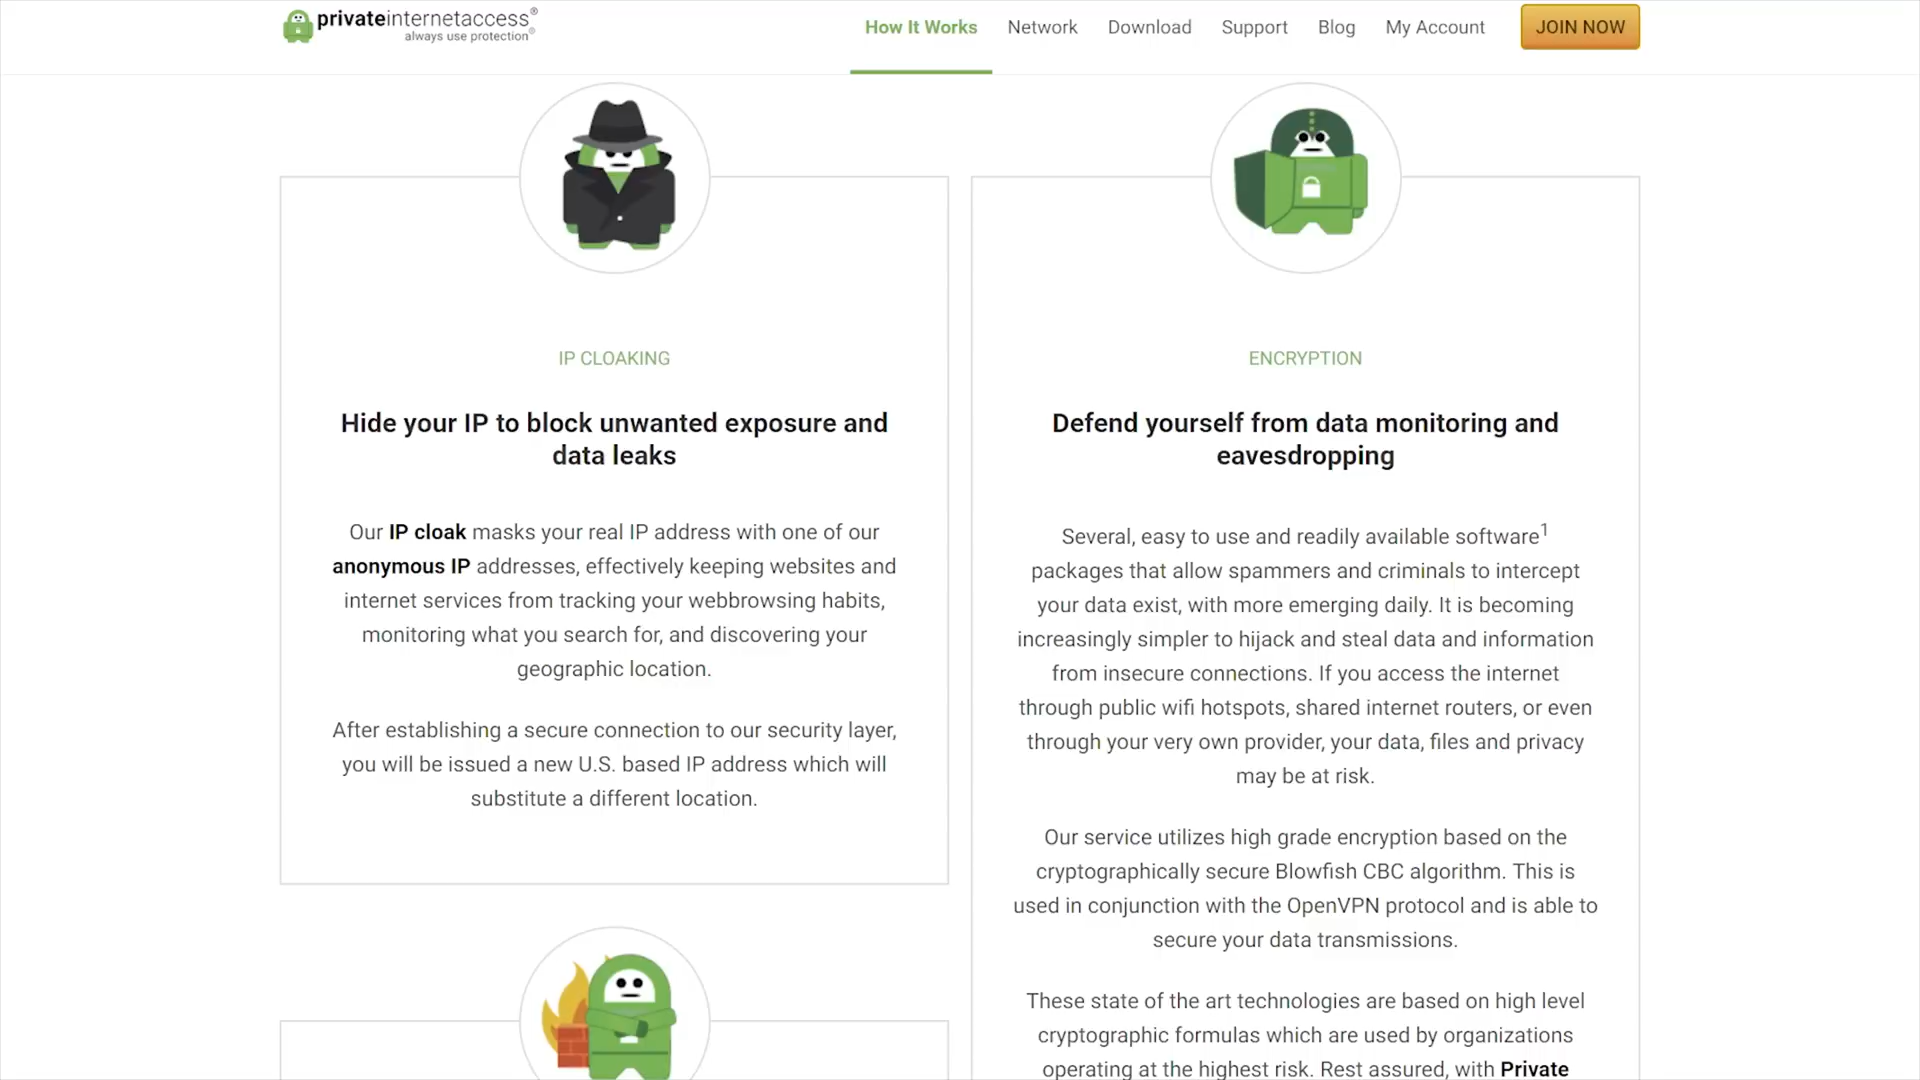 privateinternetaccess®
always use protection®
How It Works
Network
Download
Support
Blog
My Account
JOIN NOW
IP CLOAKING
Hide your IP to block unwanted exposure and
data leaks
Our IP cloak masks your real IP address with one of our
anonymous IP addresses, effectively keeping websites and
internet services from tracking your webbrowsing habits,
monitoring what you search for, and discovering your
geographic location.
After establishing a secure connection to our security layer,
you will be issued a new U.S. based IP address which will
substitute a different location.
ENCRYPTION
Defend yourself from data monitoring and
eavesdropping
Several, easy to use and readily available software1
packages that allow spammers and criminals to intercept
your data exist, with more emerging daily. It is becoming
increasingly simpler to hijack and steal data and information
from insecure connections. If you access the internet
through public wifi hotspots, shared internet routers, or even
through your very own provider, your data, files and privacy
may be at risk.
Our service utilizes high grade encryption based on the
cryptographically secure Blowfish CBC algorithm. This is
used in conjunction with the OpenVPN protocol and is able to
secure your data transmissions.
These state of the art technologies are based on high level
cryptographic formulas which are used by organizations
operating at the highest risk. Rest assured, with Private